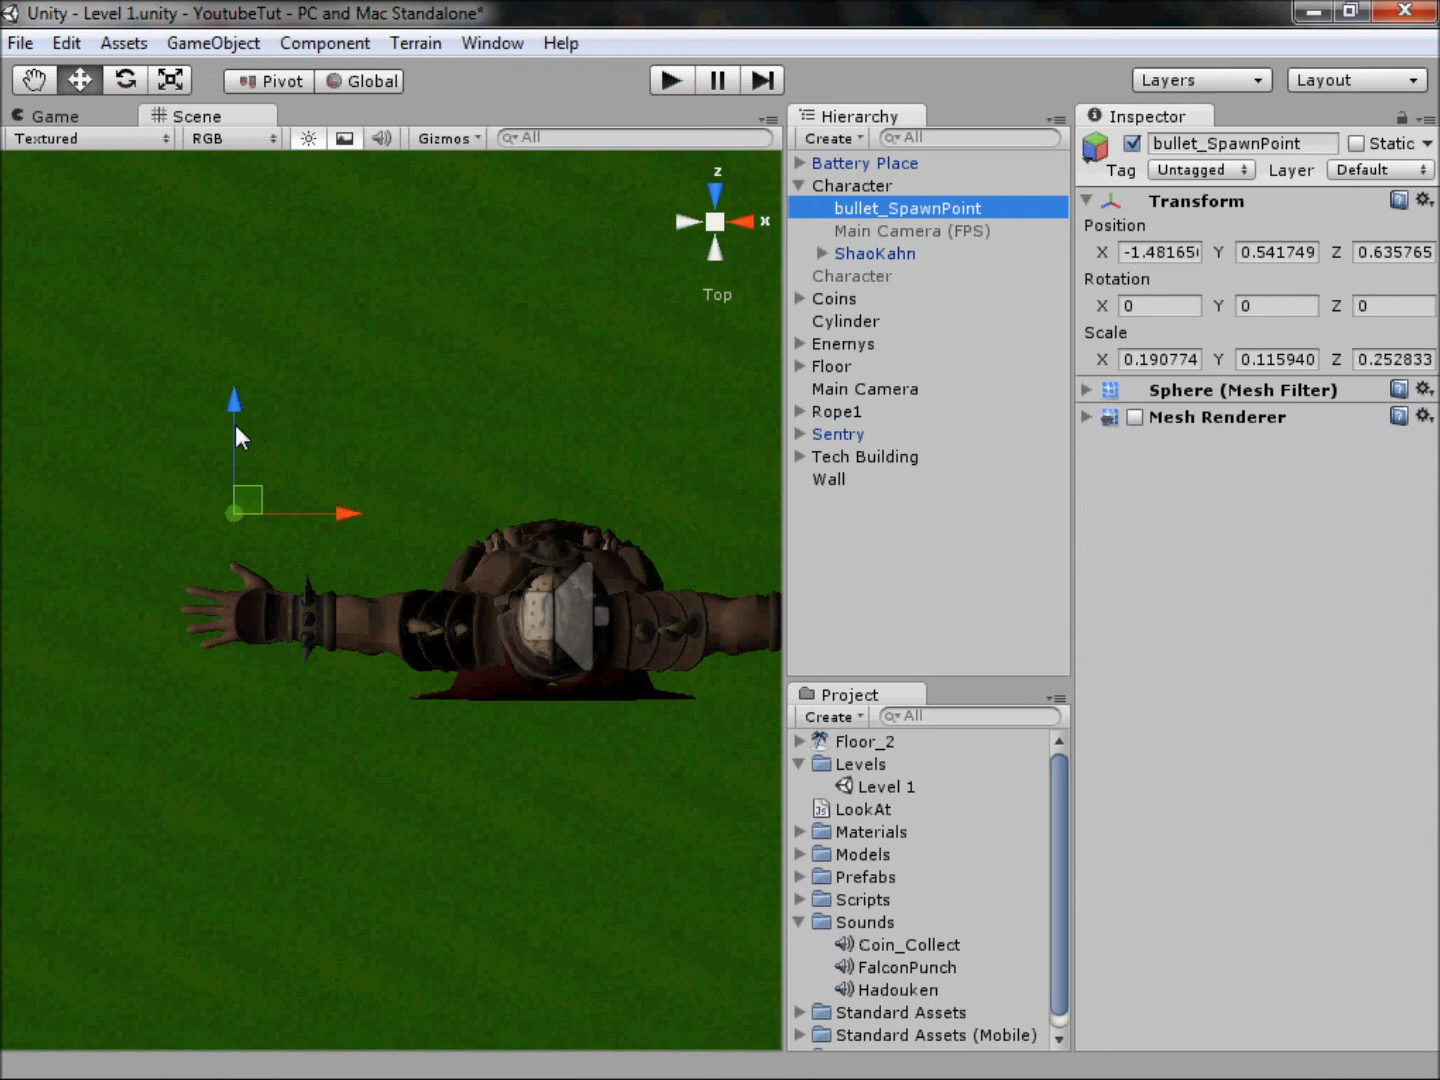 Unity - Level 1.unity - YoutubeTut - PC and Mac Standalone*
File Edit Assets GameObject Component Terrain Window Help
Pivot Global Layers Layout
Game Scene
Textured RGB Gizmos All
z
x
Top
Hierarchy
Create All
Battery Place
Character
bullet_SpawnPoint
Main Camera (FPS)
ShaoKahn
Character
Coins
Cylinder
Enemys
Floor
Main Camera
Rope1
Sentry
Tech Building
Wall
Project
Create All
Floor_2
Levels
Level 1
LookAt
Materials
Models
Prefabs
Scripts
Sounds
Coin_Collect
FalconPunch
Hadouken
Standard Assets
Standard Assets (Mobile)
Inspector
bullet_SpawnPoint Static
Tag Untagged Layer Default
Transform
Position
X -1.48165 Y 0.541749 Z 0.635765
Rotation
X 0 Y 0 Z 0
Scale
X 0.190774 Y 0.115940 Z 0.252833
Sphere (Mesh Filter)
Mesh Renderer